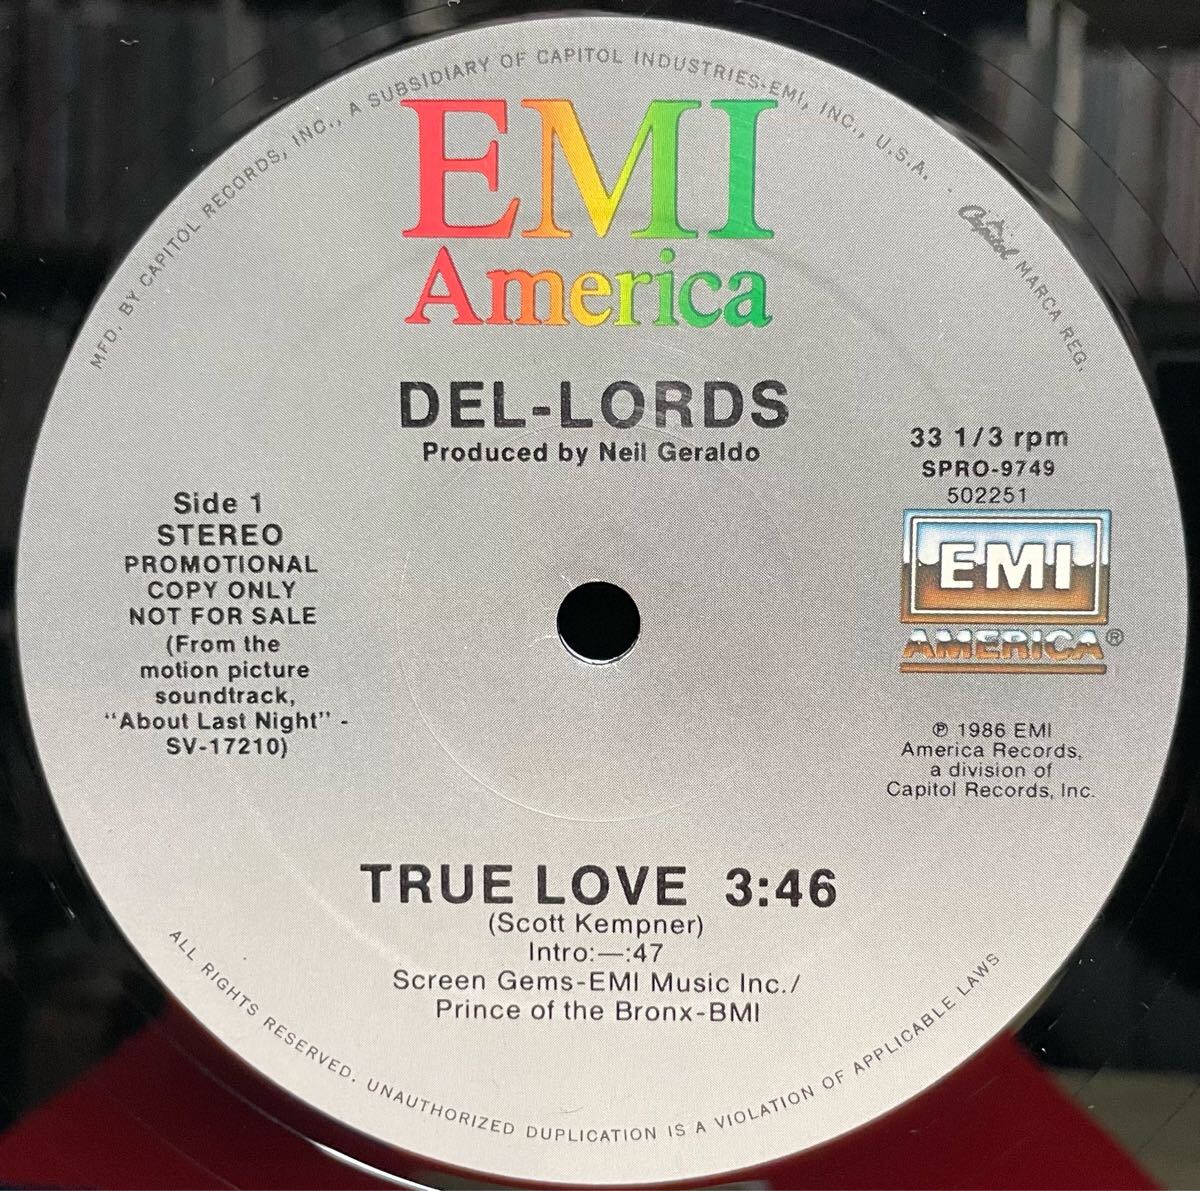 MFD. BY CAPITOL RECORDS, INC., A SUBSIDIARY OF CAPITOL INDUSTRIES-EMI, INC., U.S.A. · Capitol MARCA REG.
EMI
America
DEL-LORDS
Produced by Neil Geraldo
33 1/3 rpm
SPRO-9749
502251
EMI
AMERICA®
℗ 1986 EMI
America Records,
a division of
Capitol Records, Inc.
Side 1
STEREO
PROMOTIONAL
COPY ONLY
NOT FOR SALE
(From the
motion picture
soundtrack,
"About Last Night" -
SV-17210)
TRUE LOVE 3:46
(Scott Kempner)
Intro:—:47
Screen Gems-EMI Music Inc./
Prince of the Bronx-BMI
ALL RIGHTS RESERVED. UNAUTHORIZED DUPLICATION IS A VIOLATION OF APPLICABLE LAWS